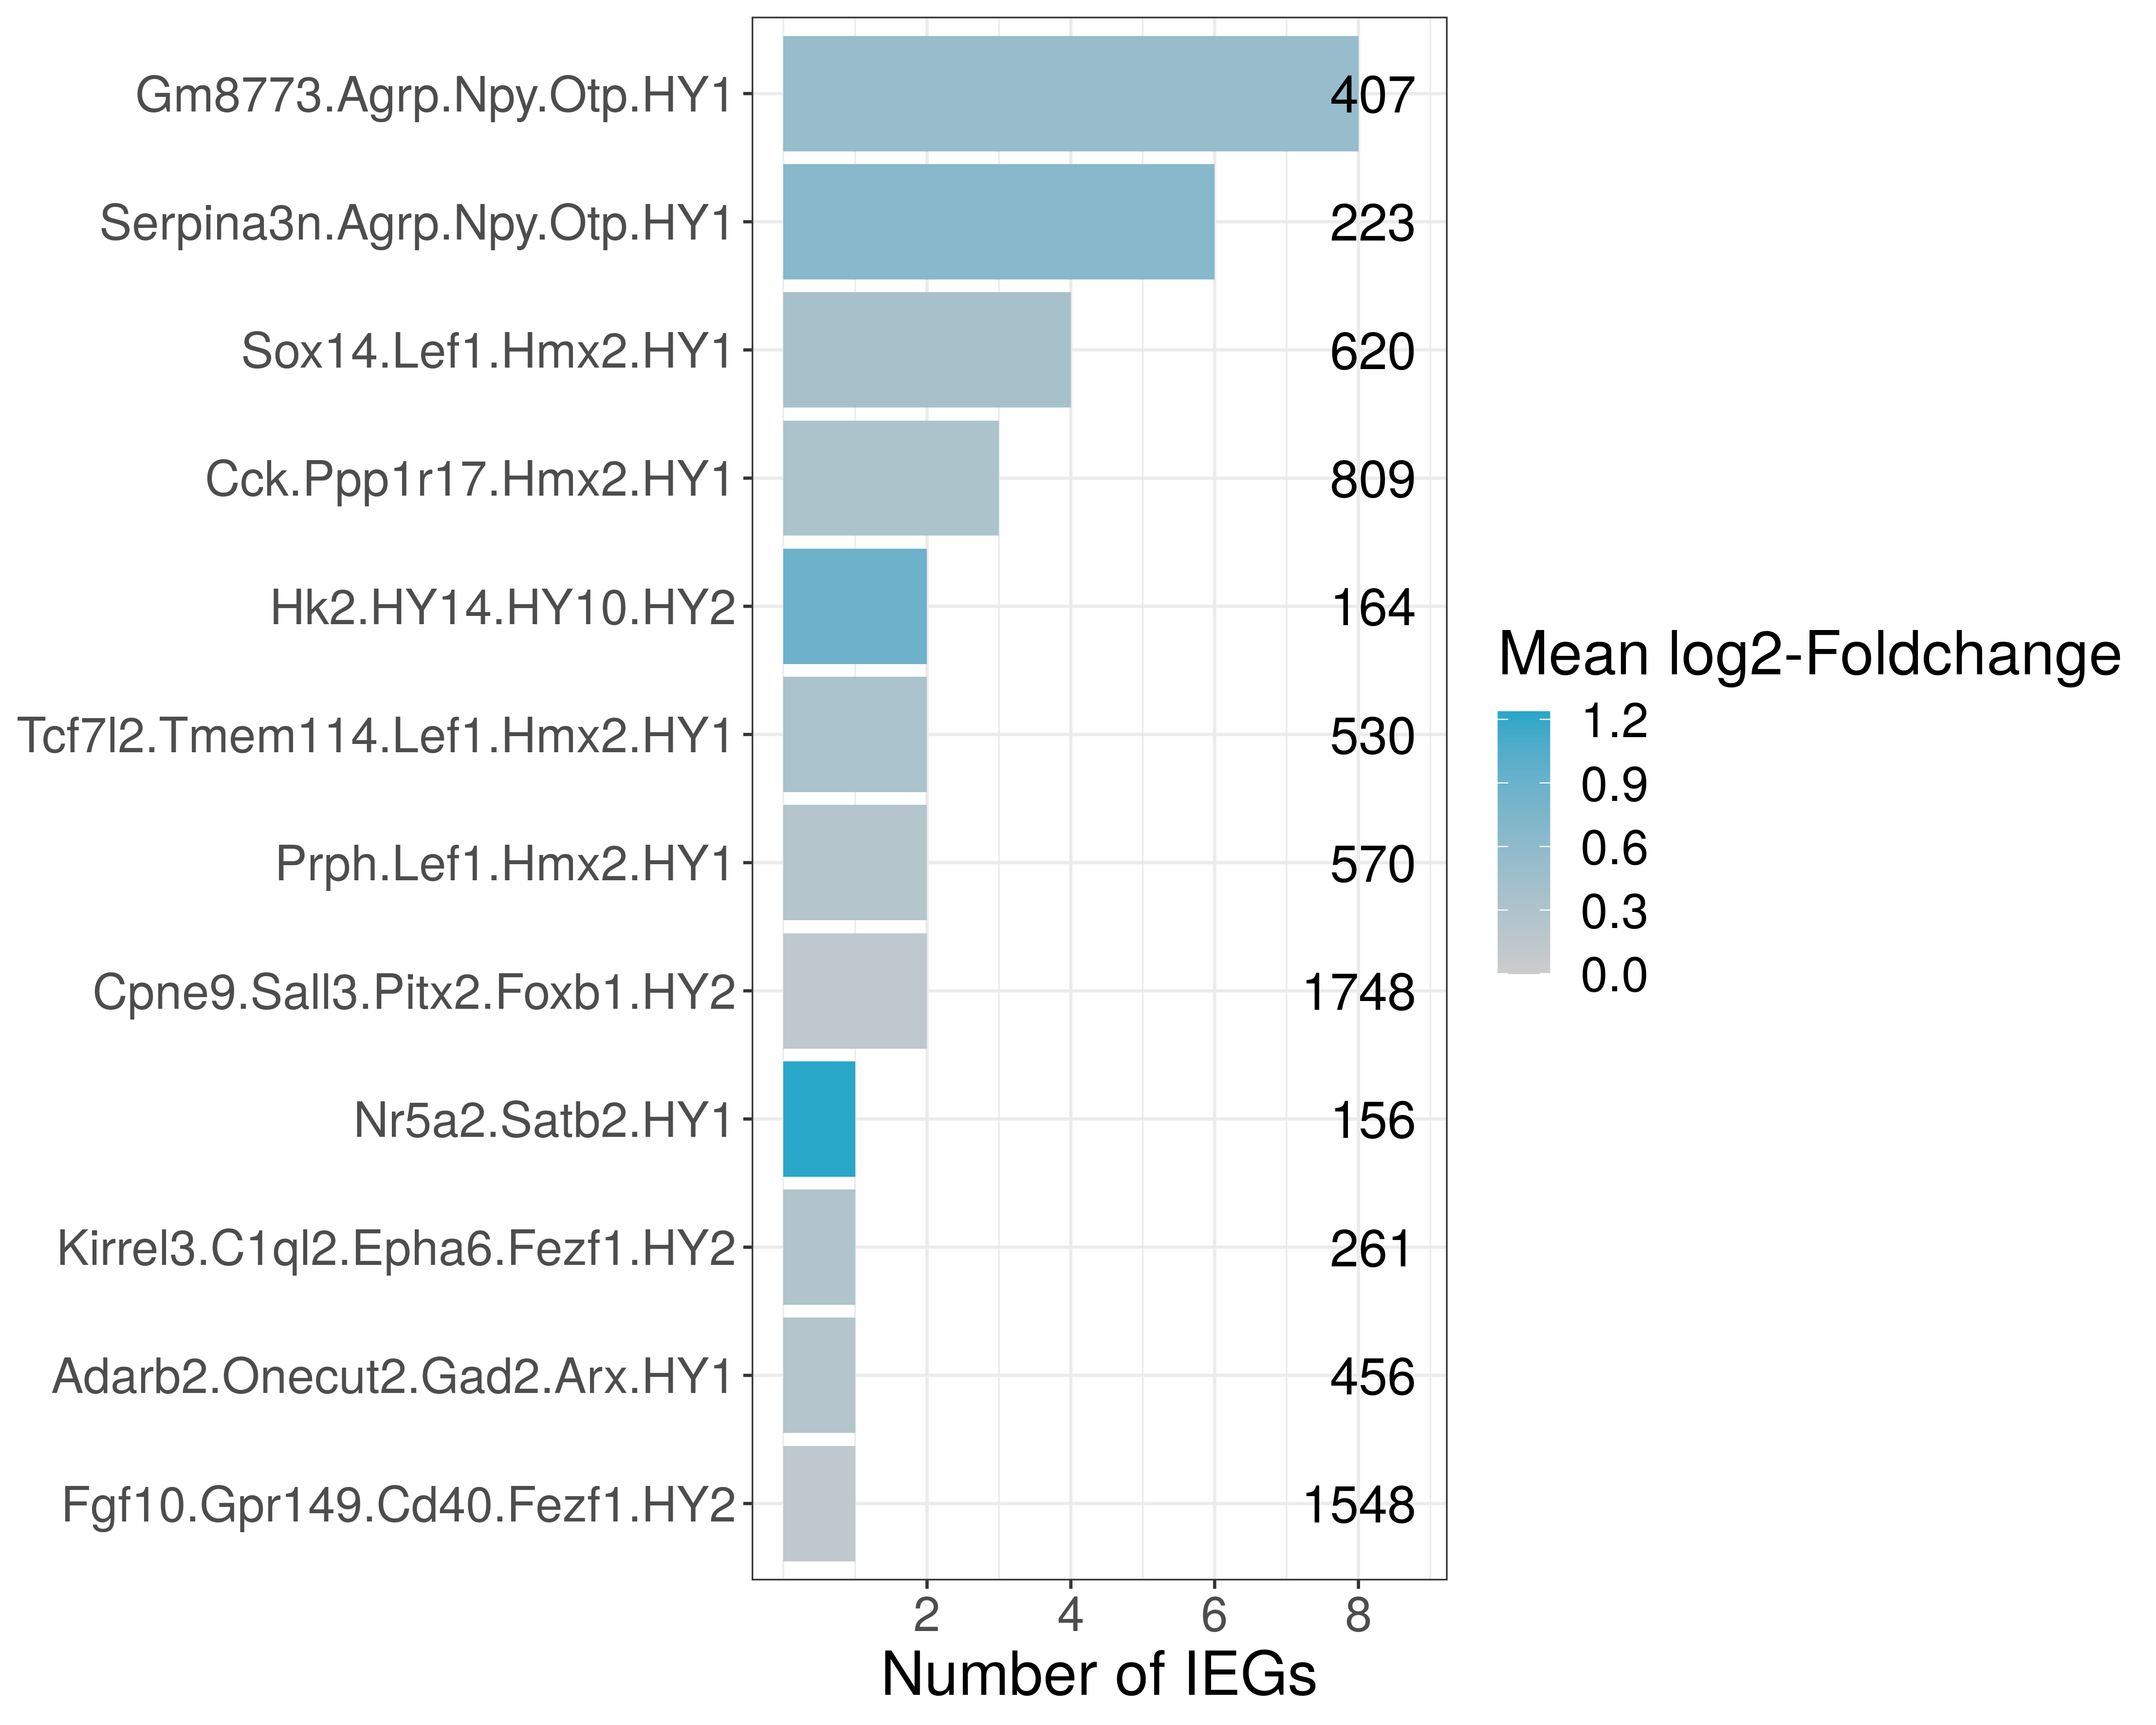 Gm8773.Agrp.Npy.Otp.HY1 407
Serpina3n.Agrp.Npy.Otp.HY1 223
Sox14.Lef1.Hmx2.HY1 620
Cck.Ppp1r17.Hmx2.HY1 809
Hk2.HY14.HY10.HY2 164
Tcf7l2.Tmem114.Lef1.Hmx2.HY1 530
Prph.Lef1.Hmx2.HY1 570
Cpne9.Sall3.Pitx2.Foxb1.HY2 1748
Nr5a2.Satb2.HY1 156
Kirrel3.C1ql2.Epha6.Fezf1.HY2 261
Adarb2.Onecut2.Gad2.Arx.HY1 456
Fgf10.Gpr149.Cd40.Fezf1.HY2 1548
2 4 6 8
Number of IEGs
Mean log2-Foldchange
1.2
0.9
0.6
0.3
0.0